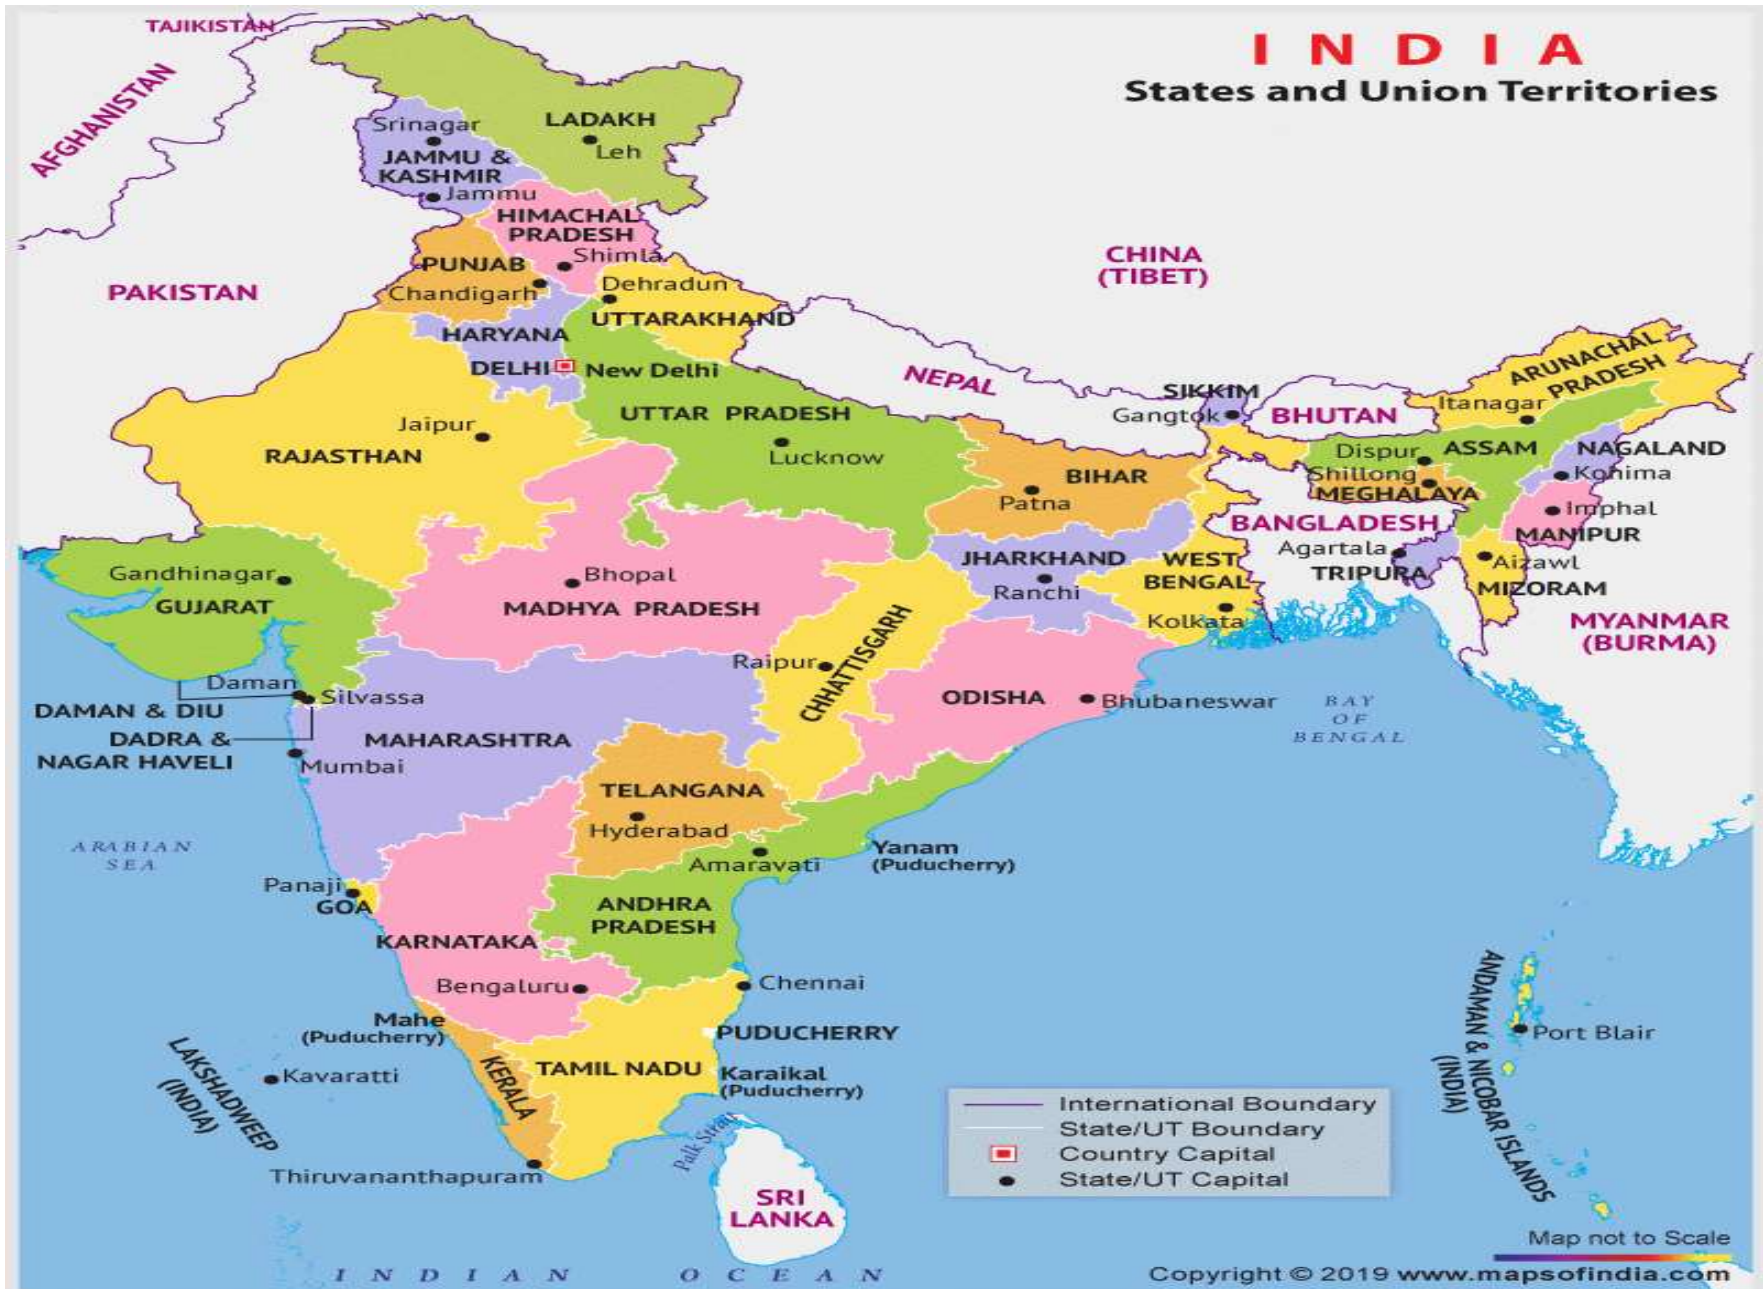 I N D I A
States and Union Territories
TAJIKISTAN
AFGHANISTAN
PAKISTAN
CHINA
(TIBET)
NEPAL
BHUTAN
BANGLADESH
MYANMAR
(BURMA)
SRI
LANKA
LADAKH
Leh
Srinagar
JAMMU &
KASHMIR
Jammu
HIMACHAL
PRADESH
Shimla
PUNJAB
Chandigarh
Dehradun
UTTARAKHAND
HARYANA
DELHI
New Delhi
UTTAR PRADESH
Lucknow
Jaipur
RAJASTHAN
BIHAR
Patna
SIKKIM
Gangtok
ARUNACHAL
PRADESH
Itanagar
Dispur
ASSAM
NAGALAND
Kohima
Shillong
MEGHALAYA
Imphal
MANIPUR
Agartala
TRIPURA
Aizawl
MIZORAM
JHARKHAND
Ranchi
WEST
BENGAL
Kolkata
Gandhinagar
GUJARAT
Bhopal
MADHYA PRADESH
CHHATTISGARH
Raipur
ODISHA
Bhubaneswar
Daman
Silvassa
DAMAN & DIU
DADRA &
NAGAR HAVELI
MAHARASHTRA
Mumbai
TELANGANA
Hyderabad
Amaravati
Yanam
(Puducherry)
ANDHRA
PRADESH
Panaji
GOA
KARNATAKA
Bengaluru
Chennai
Mahe
(Puducherry)
PUDUCHERRY
KERALA
TAMIL NADU
Karaikal
(Puducherry)
Thiruvananthapuram
LAKSHADWEEP
(INDIA)
Kavaratti
ANDAMAN & NICOBAR ISLANDS
(INDIA)
Port Blair
BAY
OF
BENGAL
ARABIAN
SEA
Palk Strait
I N D I A N O C E A N
International Boundary
State/UT Boundary
Country Capital
State/UT Capital
Map not to Scale
Copyright © 2019 www.mapsofindia.com